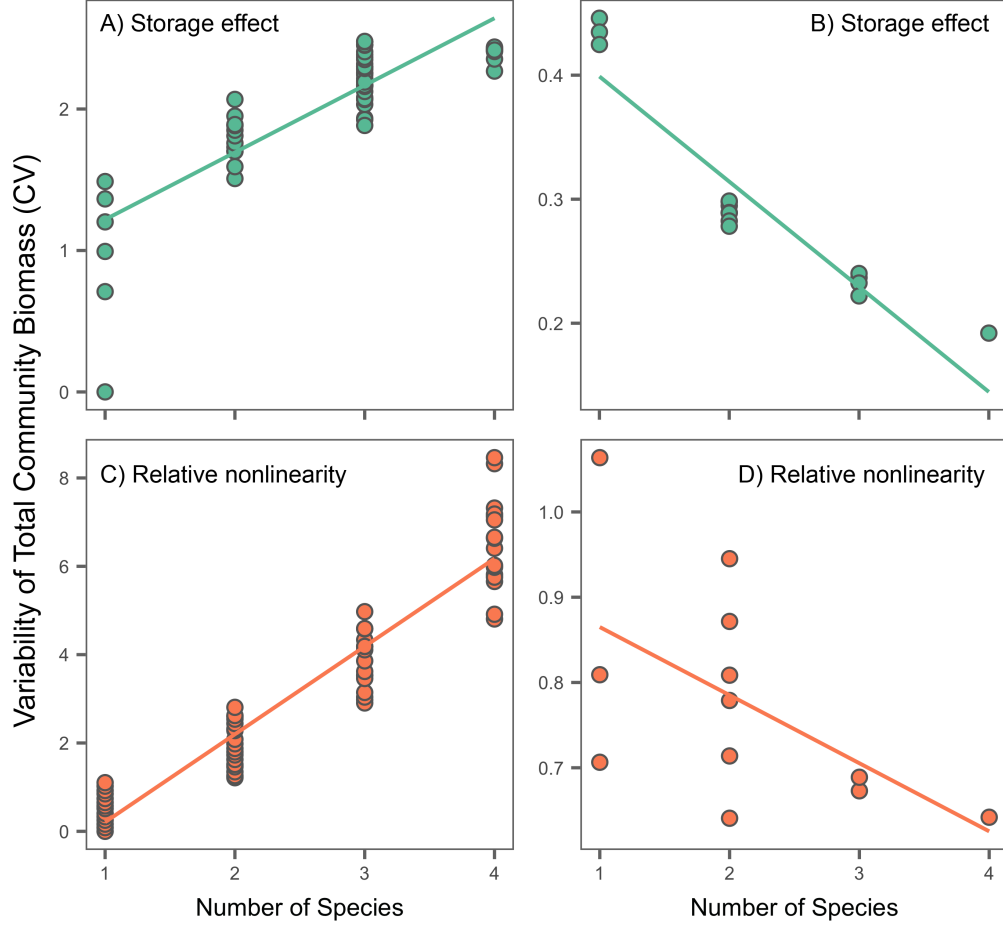 Variability of Total Community Biomass (CV)
A) Storage effect
2
1
0
B) Storage effect
0.4
0.3
0.2
C) Relative nonlinearity
8
6
4
2
0
1 2 3 4
Number of Species
D) Relative nonlinearity
1.0
0.9
0.8
0.7
1 2 3 4
Number of Species